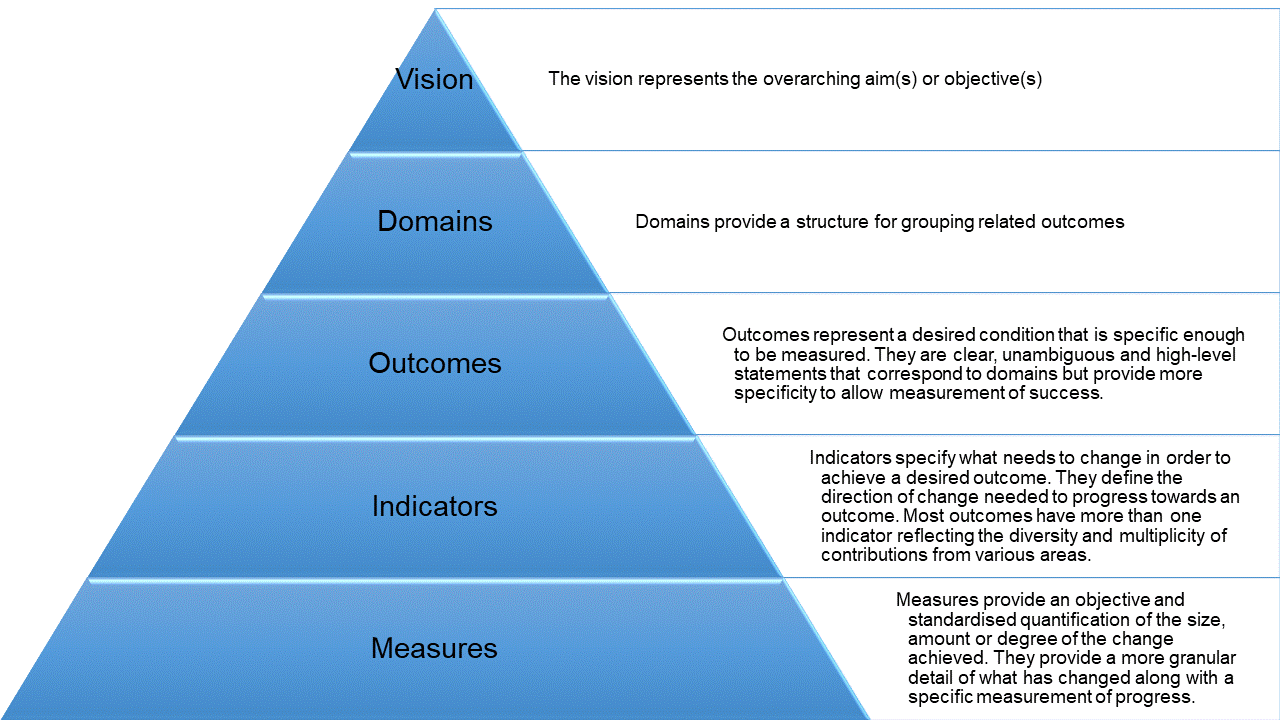 Vision
The vision represents the overarching aim(s) or objective(s)
Domains
Domains provide a structure for grouping related outcomes
Outcomes
Outcomes represent a desired condition that is specific enough
to be measured. They are clear, unambiguous and high-level
statements that correspond to domains but provide more
specificity to allow measurement of success.
Indicators
Indicators specify what needs to change in order to
achieve a desired outcome. They define the
direction of change needed to progress towards an
outcome. Most outcomes have more than one
indicator reflecting the diversity and multiplicity of
contributions from various areas.
Measures
Measures provide an objective and
standardised quantification of the size,
amount or degree of the change
achieved. They provide a more granular
detail of what has changed along with a
specific measurement of progress.